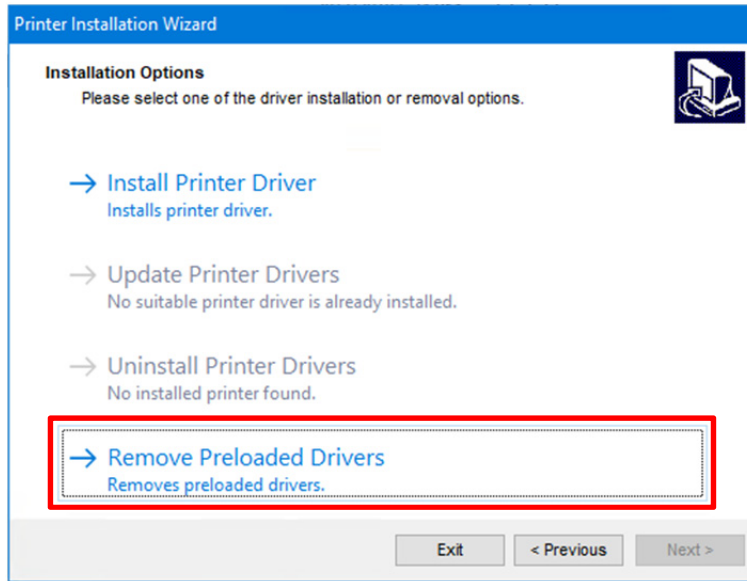 Printer Installation Wizard
Installation Options
Please select one of the driver installation or removal options.
Install Printer Driver
Installs printer driver.
Update Printer Drivers
No suitable printer driver is already installed.
Uninstall Printer Drivers
No installed printer found.
Remove Preloaded Drivers
Removes preloaded drivers.
Exit
< Previous
Next >